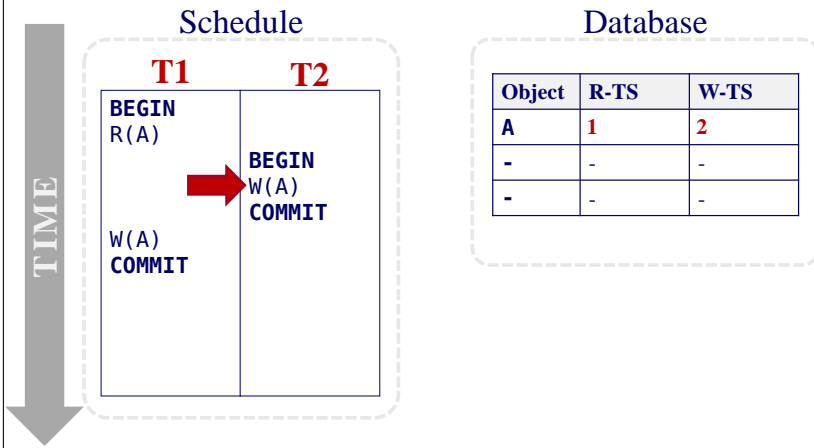 Schedule
Database
TIME
T1 T2
BEGIN
R(A)
BEGIN
W(A)
COMMIT
W(A)
COMMIT
Object R-TS W-TS
A 1 2
- - -
- - -